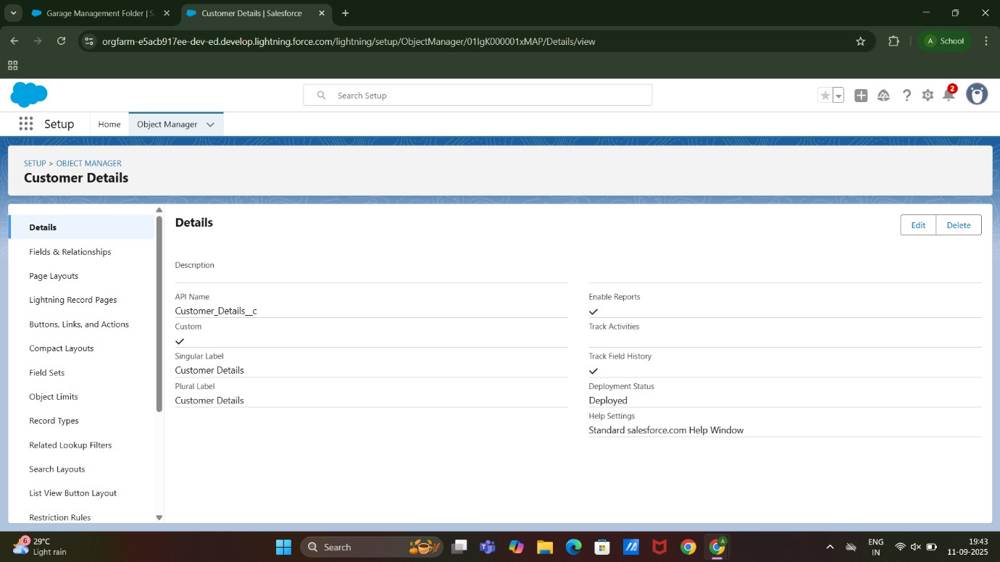 Garage Management Folder | S
Customer Details | Salesforce
orgfarm-e5acb917ee-dev-ed.develop.lightning.force.com/lightning/setup/ObjectManager/01IgK000001xMAP/Details/view
A School
Search Setup
2
Setup
Home
Object Manager
SETUP > OBJECT MANAGER
Customer Details
Details
Fields & Relationships
Page Layouts
Lightning Record Pages
Buttons, Links, and Actions
Compact Layouts
Field Sets
Object Limits
Record Types
Related Lookup Filters
Search Layouts
List View Button Layout
Restriction Rules
Details
Edit
Delete
Description
API Name
Customer_Details__c
Custom
Singular Label
Customer Details
Plural Label
Customer Details
Enable Reports
Track Activities
Track Field History
Deployment Status
Deployed
Help Settings
Standard salesforce.com Help Window
6
29°C
Light rain
Search
A
ENG
IN
19:43
11-09-2025